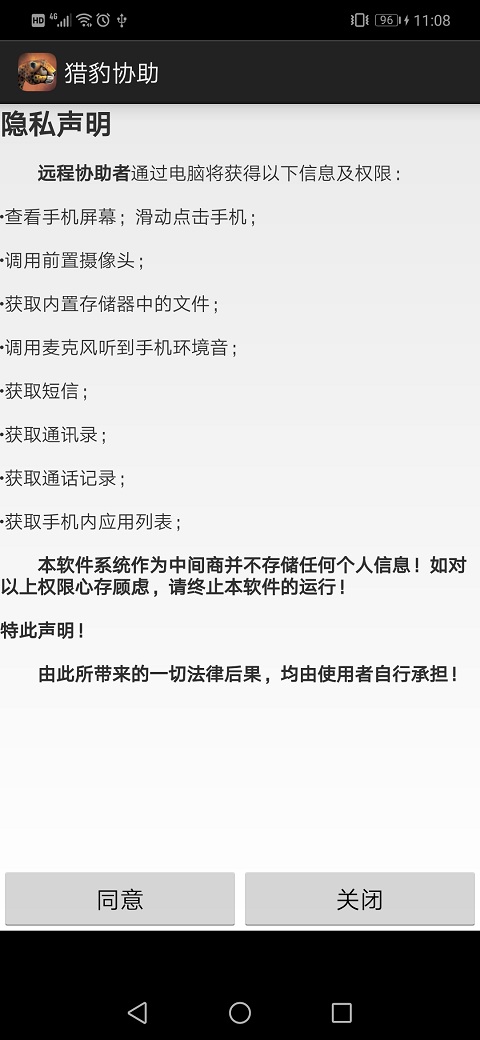 HD 4G 96 11:08
猎豹协助
隐私声明
远程协助者通过电脑将获得以下信息及权限：
•查看手机屏幕；滑动点击手机；
•调用前置摄像头；
•获取内置存储器中的文件；
•调用麦克风听到手机环境音；
•获取短信；
•获取通讯录；
•获取通话记录；
•获取手机内应用列表；
本软件系统作为中间商并不存储任何个人信息！如对
以上权限心存顾虑，请终止本软件的运行！
特此声明！
由此所带来的一切法律后果，均由使用者自行承担！
同意 关闭